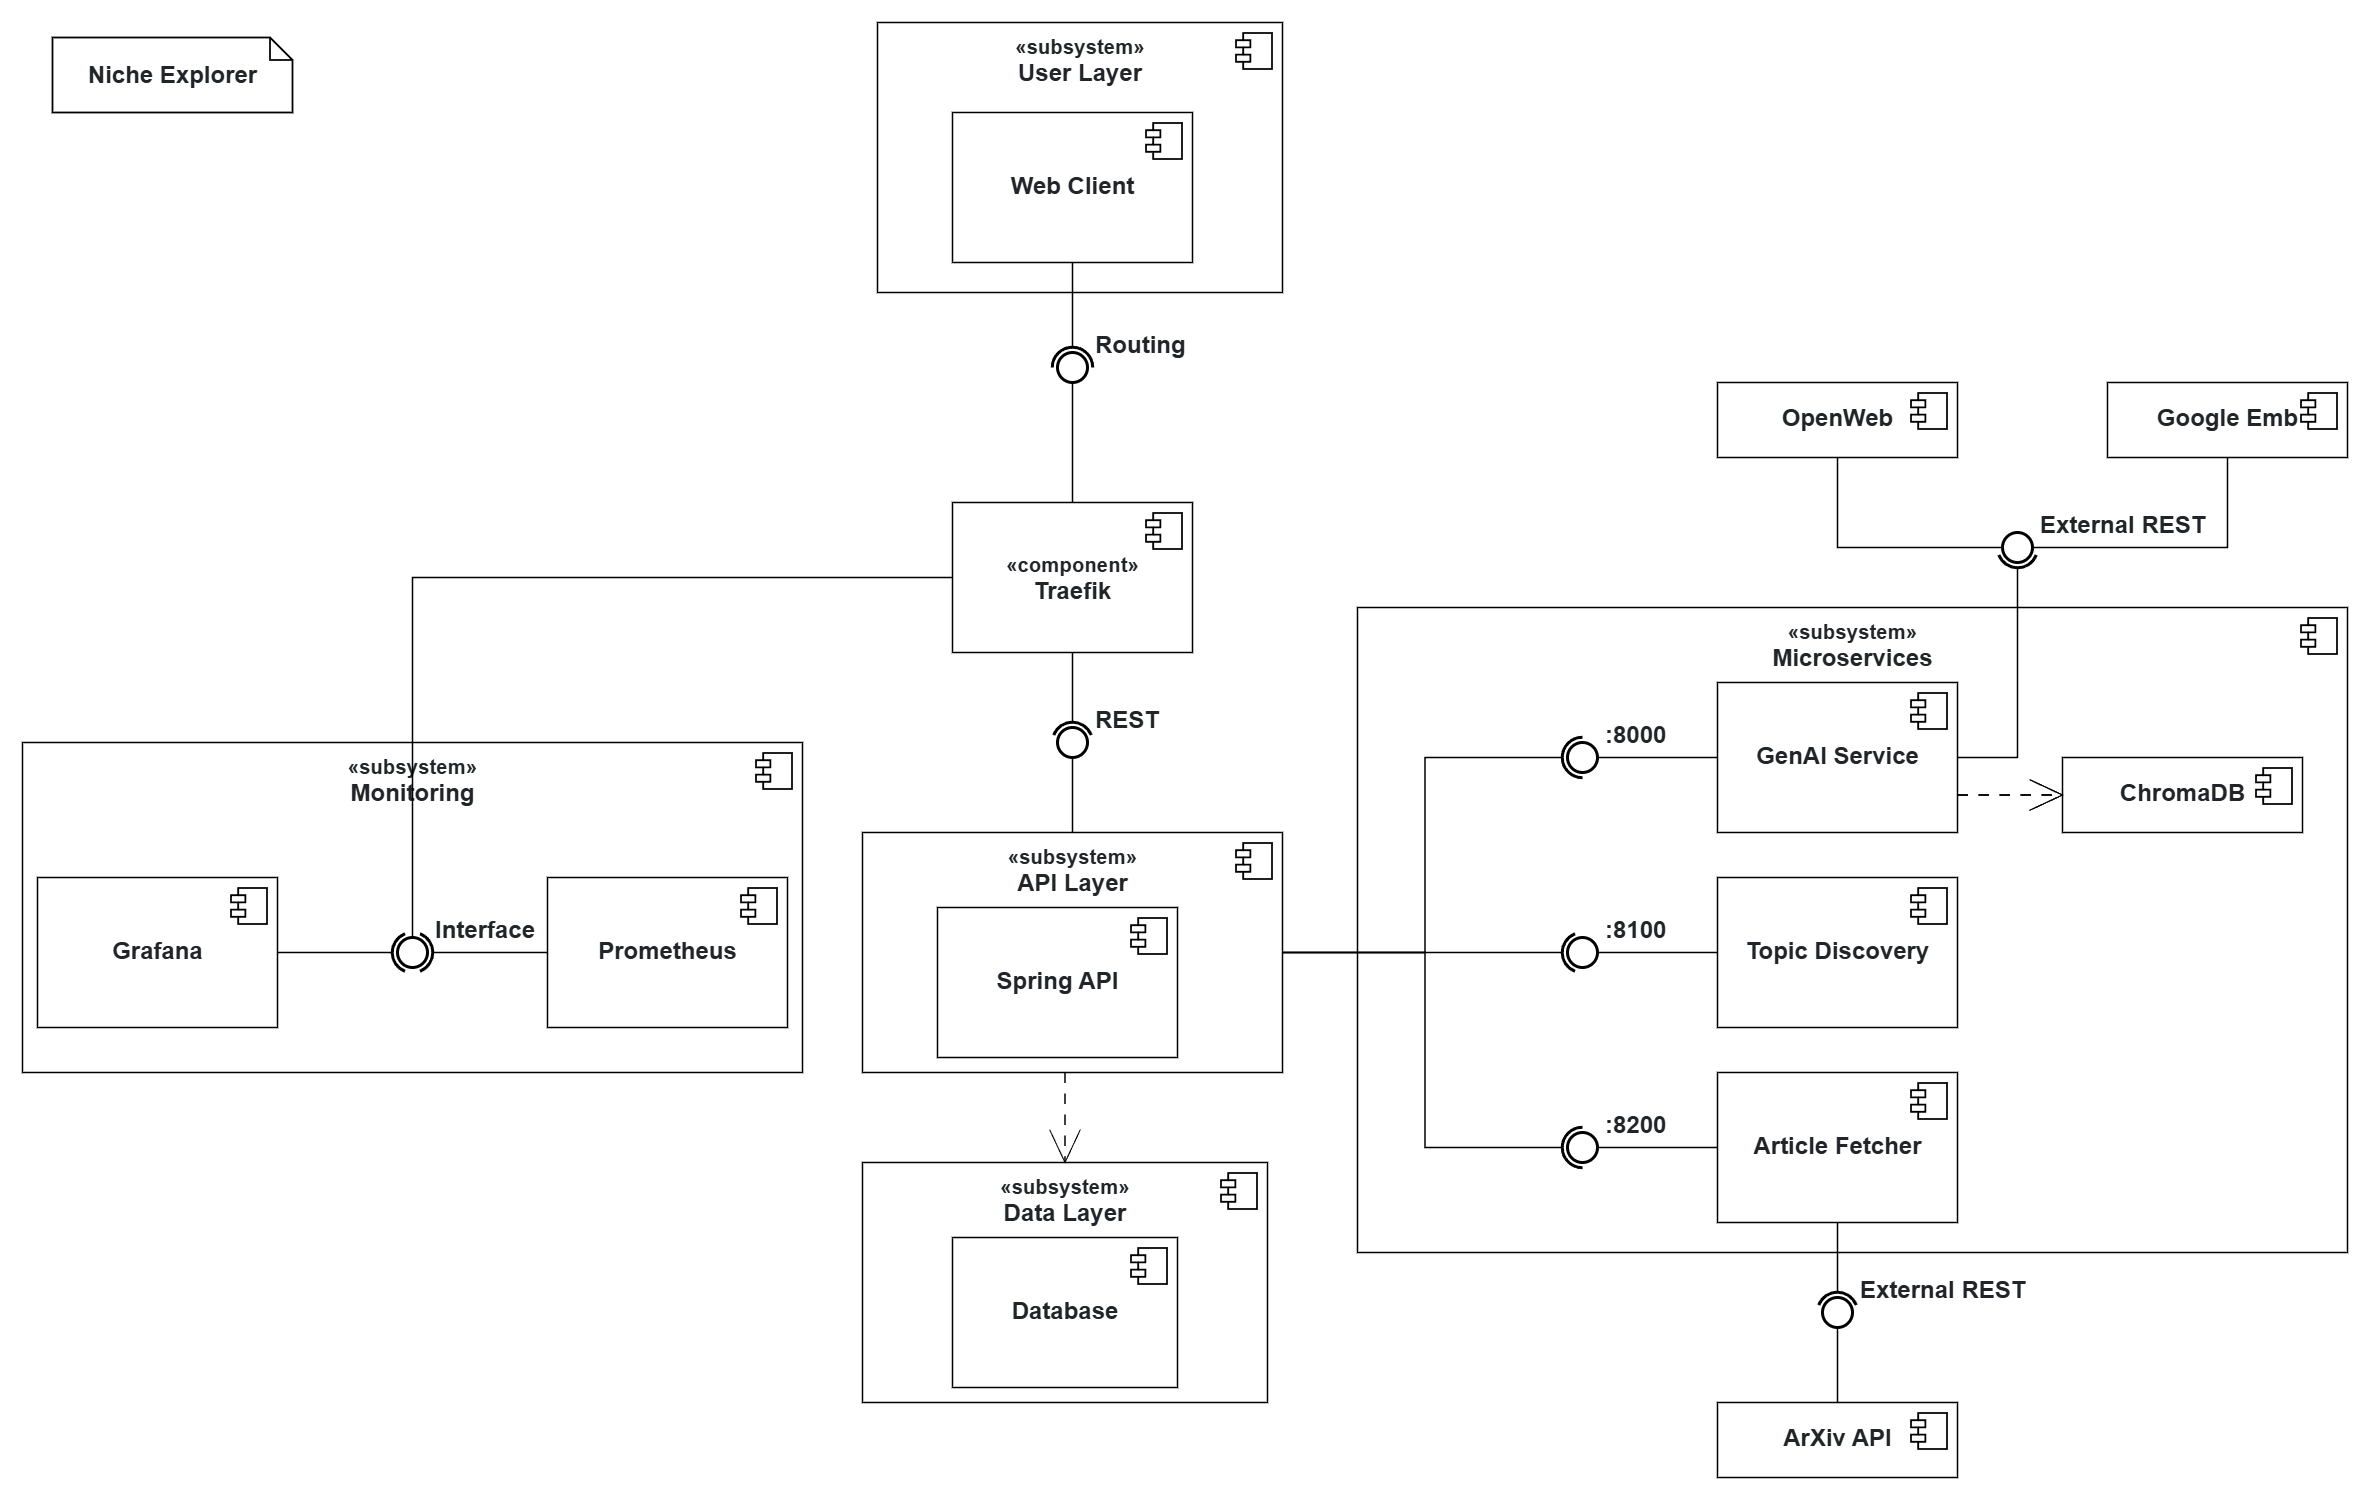 Niche Explorer
«subsystem»
User Layer
Web Client
Routing
OpenWeb
Google Emb
External REST
«component»
Traefik
«subsystem»
Microservices
REST
:8000
GenAI Service
ChromaDB
«subsystem»
Monitoring
Grafana
Interface
Prometheus
«subsystem»
API Layer
Spring API
:8100
Topic Discovery
:8200
Article Fetcher
«subsystem»
Data Layer
Database
External REST
ArXiv API